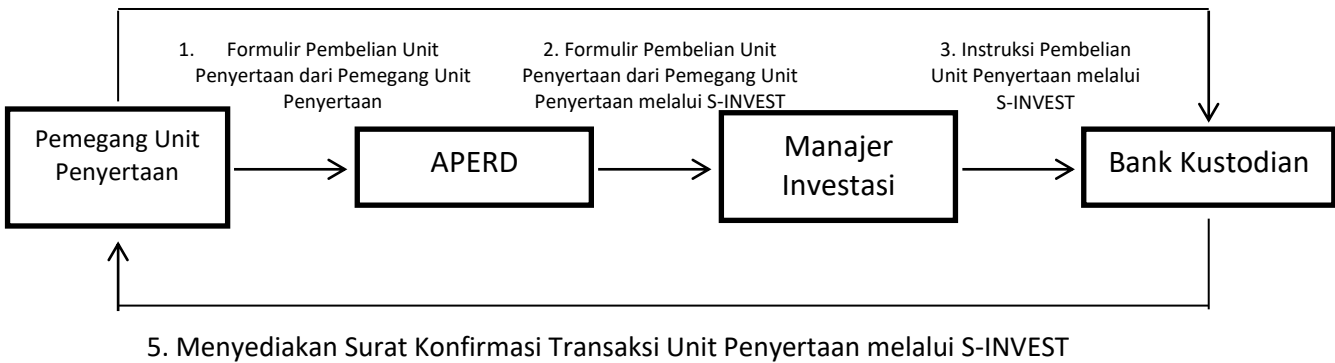 1. Formulir Pembelian Unit
Penyertaan dari Pemegang Unit
Penyertaan
2. Formulir Pembelian Unit
Penyertaan dari Pemegang Unit
Penyertaan melalui S-INVEST
3. Instruksi Pembelian
Unit Penyertaan melalui
S-INVEST
Pemegang Unit
Penyertaan
APERD
Manajer
Investasi
Bank Kustodian
5. Menyediakan Surat Konfirmasi Transaksi Unit Penyertaan melalui S-INVEST